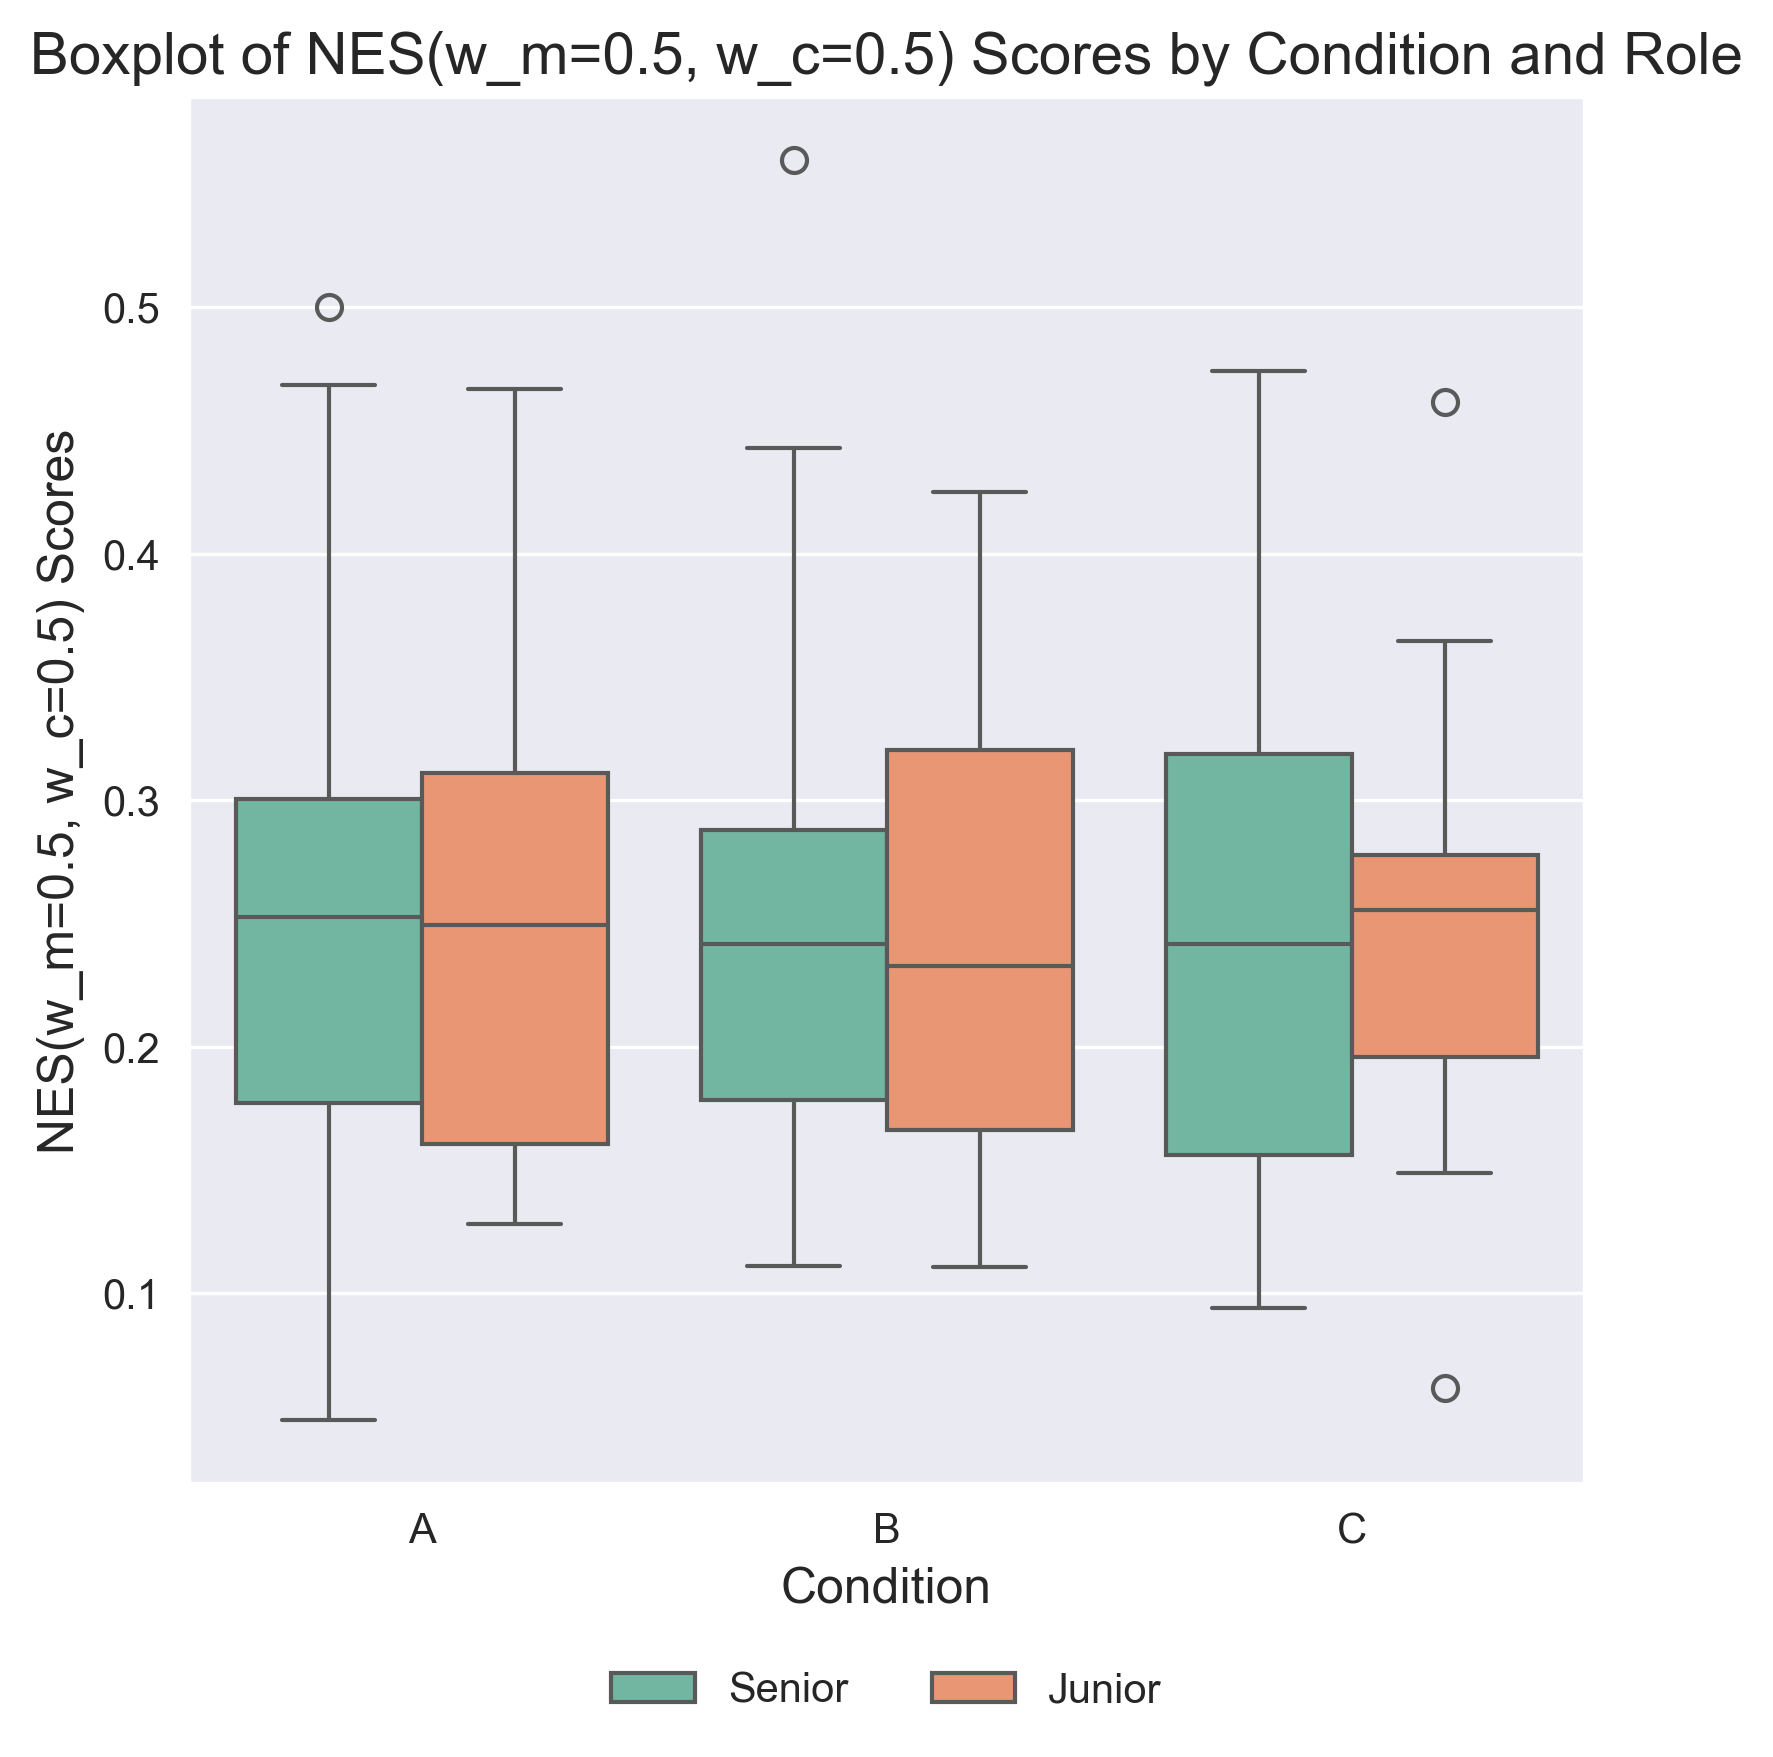 Boxplot of NES(w_m=0.5, w_c=0.5) Scores by Condition and Role
NES(w_m=0.5, w_c=0.5) Scores
0.5
0.4
0.3
0.2
0.1
A B C
Condition
Senior Junior